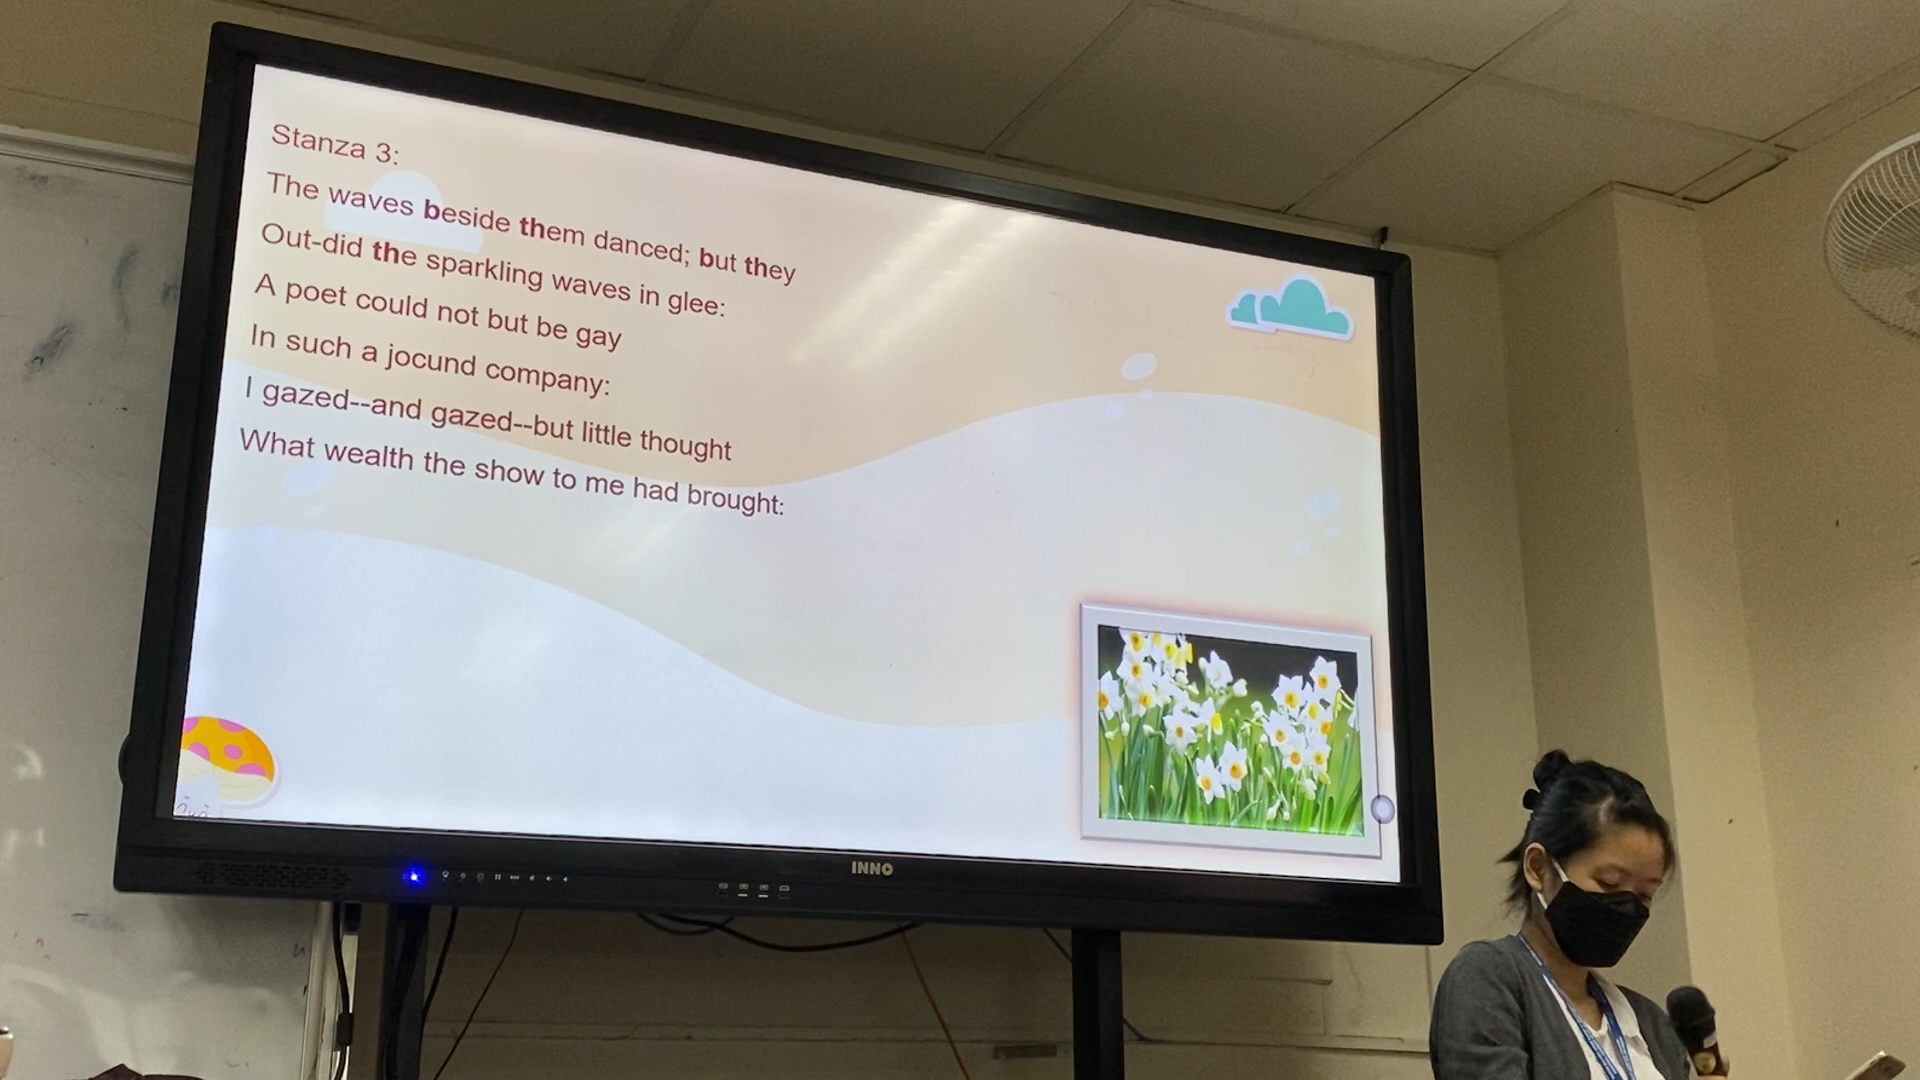 Stanza 3:
The waves beside them danced; but they
Out-did the sparkling waves in glee:
A poet could not but be gay
In such a jocund company:
I gazed--and gazed--but little thought
What wealth the show to me had brought:
INNO